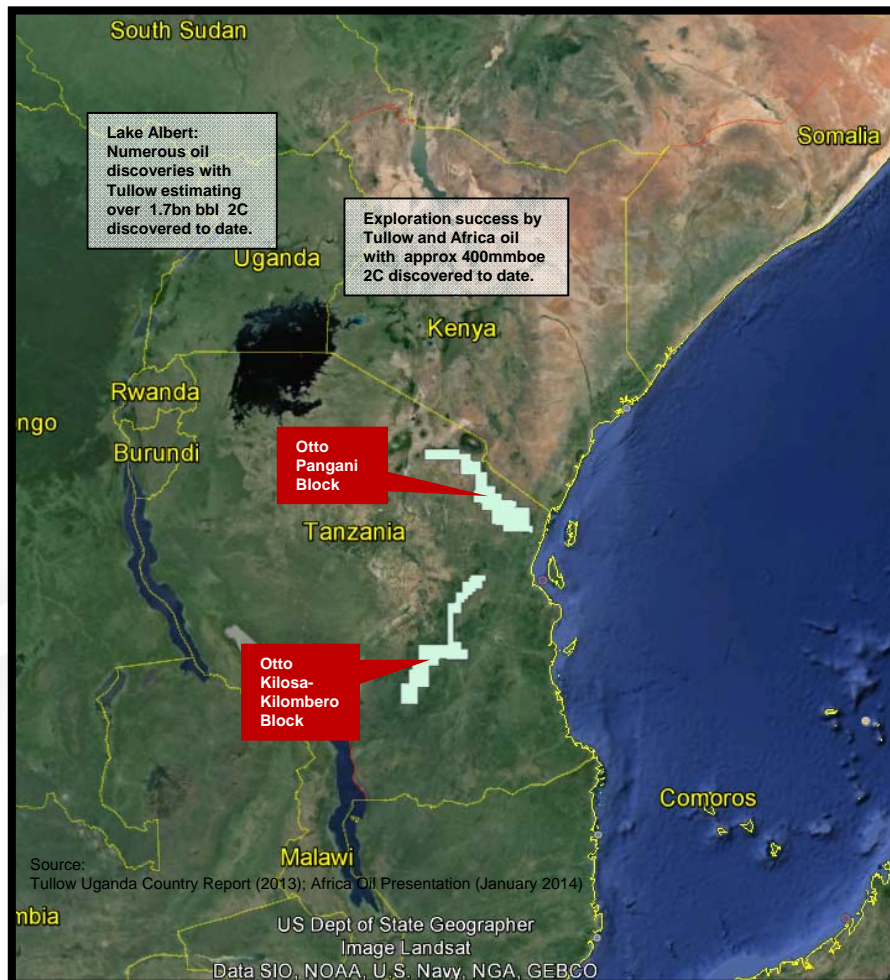 South Sudan
Lake Albert:
Numerous oil
discoveries with
Tullow estimating
over 1.7bn bbl 2C
discovered to date.
Somalia
Exploration success by
Tullow and Africa oil
with approx 400mmboe
2C discovered to date.
Uganda
Kenya
Rwanda
ngo
Burundi
Otto
Pangani
Block
Tanzania
Otto
Kilosa-
Kilombero
Block
Comoros
Malawi
Source:
Tullow Uganda Country Report (2013); Africa Oil Presentation (January 2014)
mbia
US Dept of State Geographer
Image Landsat
Data SIO, NOAA, U.S. Navy, NGA, GEBCO